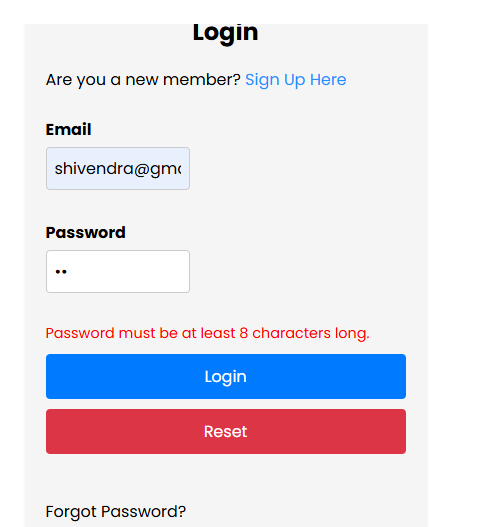 Login
Are you a new member? Sign Up Here
Email
shivendra@gm
Password
••
Password must be at least 8 characters long.
Login
Reset
Forgot Password?